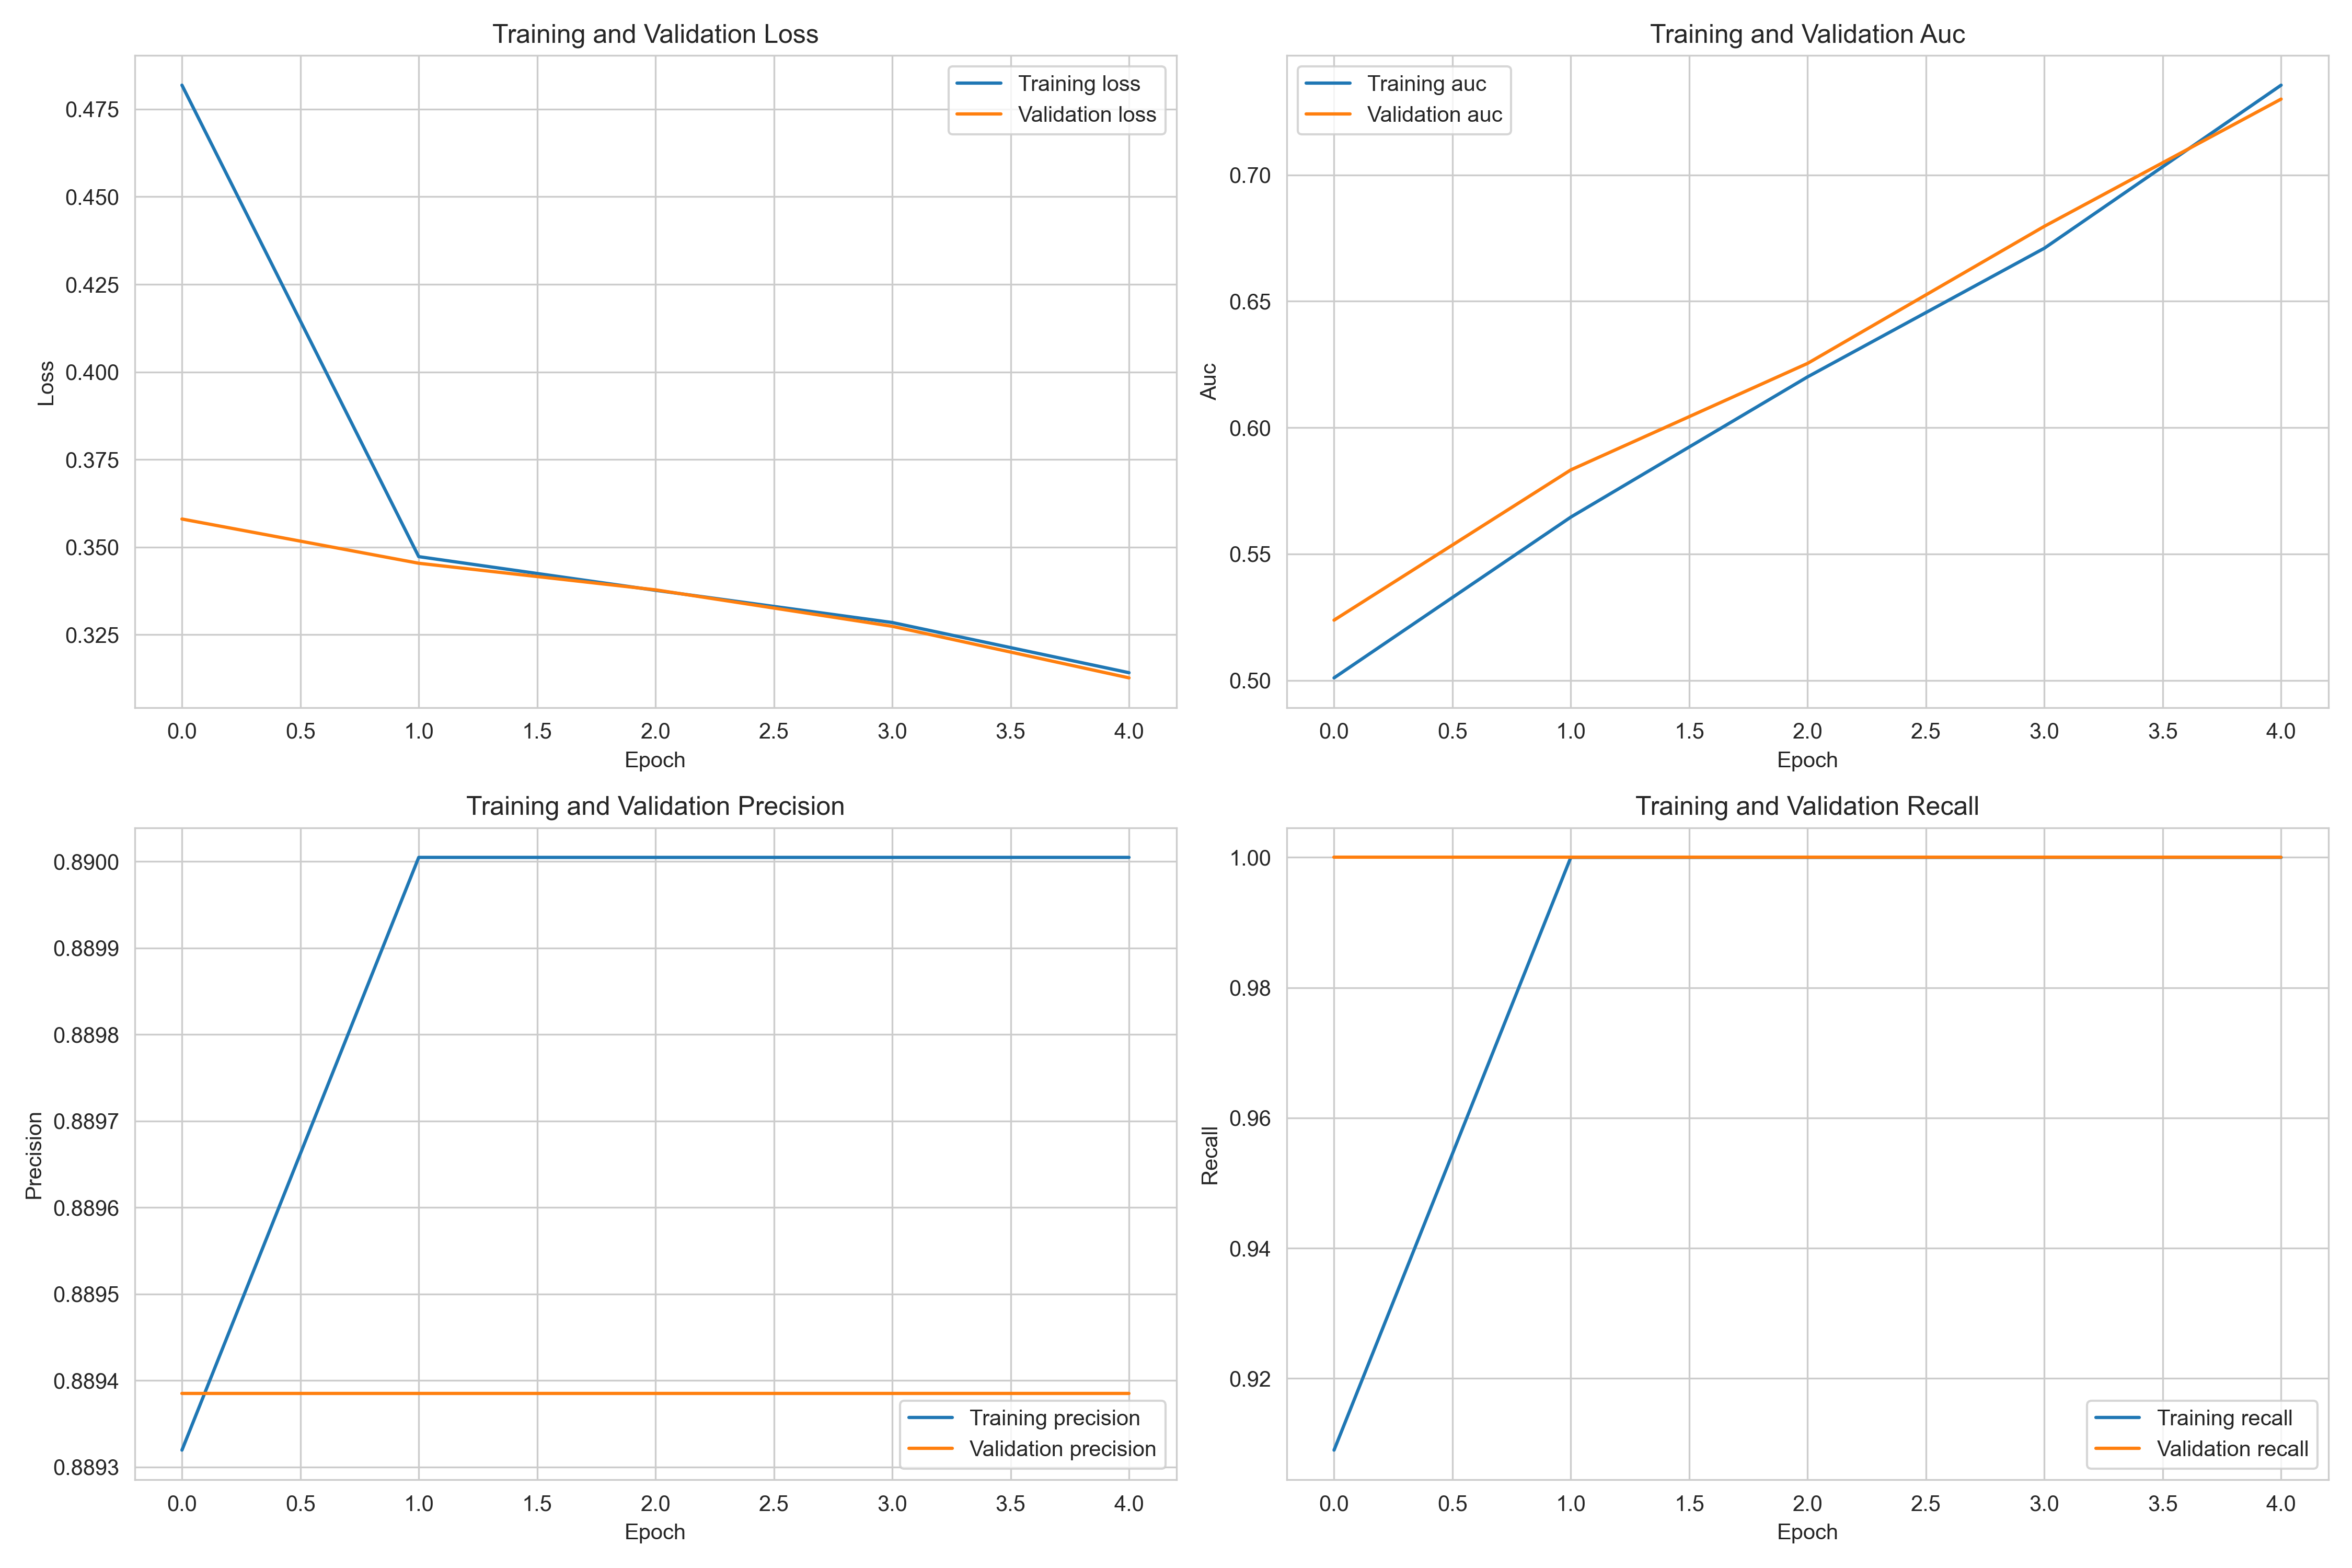 Training and Validation Loss
Training loss
Validation loss
0.475
0.450
0.425
0.400
0.375
0.350
0.325
Loss
0.0 0.5 1.0 1.5 2.0 2.5 3.0 3.5 4.0
Epoch
Training and Validation Auc
Training auc
Validation auc
0.70
0.65
0.60
0.55
0.50
Auc
0.0 0.5 1.0 1.5 2.0 2.5 3.0 3.5 4.0
Epoch
Training and Validation Precision
0.8900
0.8899
0.8898
0.8897
0.8896
0.8895
0.8894
0.8893
Precision
Training precision
Validation precision
0.0 0.5 1.0 1.5 2.0 2.5 3.0 3.5 4.0
Epoch
Training and Validation Recall
1.00
0.98
0.96
0.94
0.92
Recall
Training recall
Validation recall
0.0 0.5 1.0 1.5 2.0 2.5 3.0 3.5 4.0
Epoch